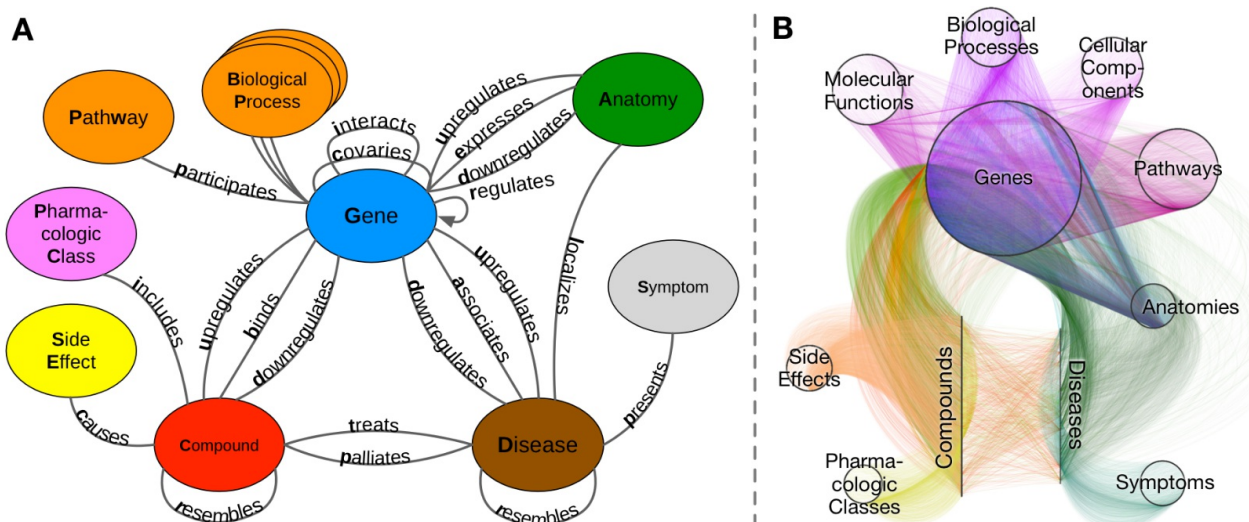 A
Pathway
Biological
Process
Anatomy
interacts
covaries
upregulates
expresses
downregulates
regulates
participates
Pharma-
cologic
Class
Gene
Symptom
localizes
includes
upregulates
binds
downregulates
downregulates
associates
upregulates
Side
Effect
presents
causes
Compound
treats
palliates
Disease
resembles
resembles
B
Biological
Processes
Cellular
Comp-
onents
Molecular
Functions
Genes
Pathways
Anatomies
Side
Effects
Compounds
Diseases
Pharma-
cologic
Classes
Symptoms